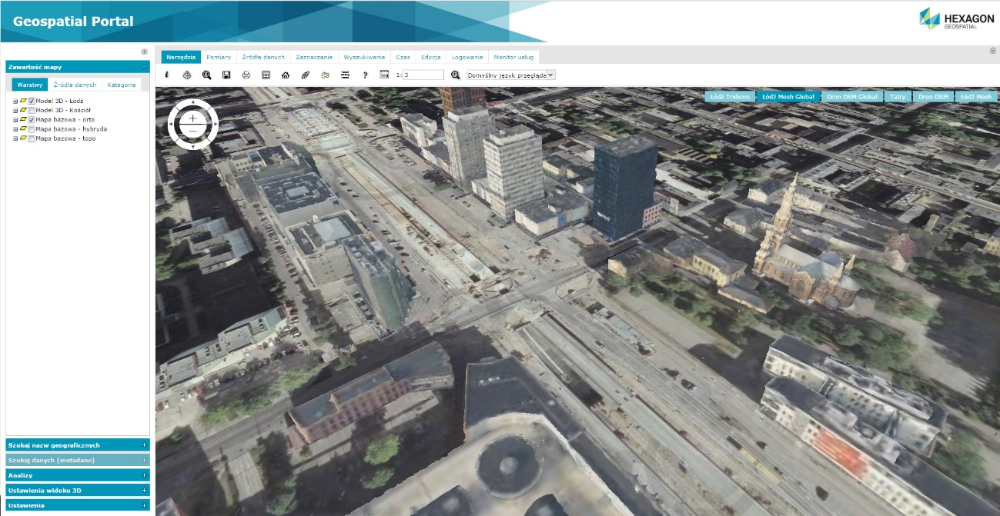 Geospatial Portal
HEXAGON
GEOSPATIAL
Zawartość mapy
Warstwy Źródła danych Kategorie
Model 3D - Łódź
Model 3D - Kościół
Mapa bazowa - orto
Mapa bazowa - hybryda
Mapa bazowa - topo
Szukaj nazw geograficznych
Szukaj danych (metadane)
Analizy
Ustawienia widoku 3D
Ustawienia
Narzędzia Pomiary Źródła danych Zaznaczanie Wyszukiwanie Czas Edycja Logowanie Monitor usług
1: 3 Domyślny język przegląda
Łódź Tridicon Łódź Mesh Global Dron DSM Global Tatry Dron DSM Łódź Mesh